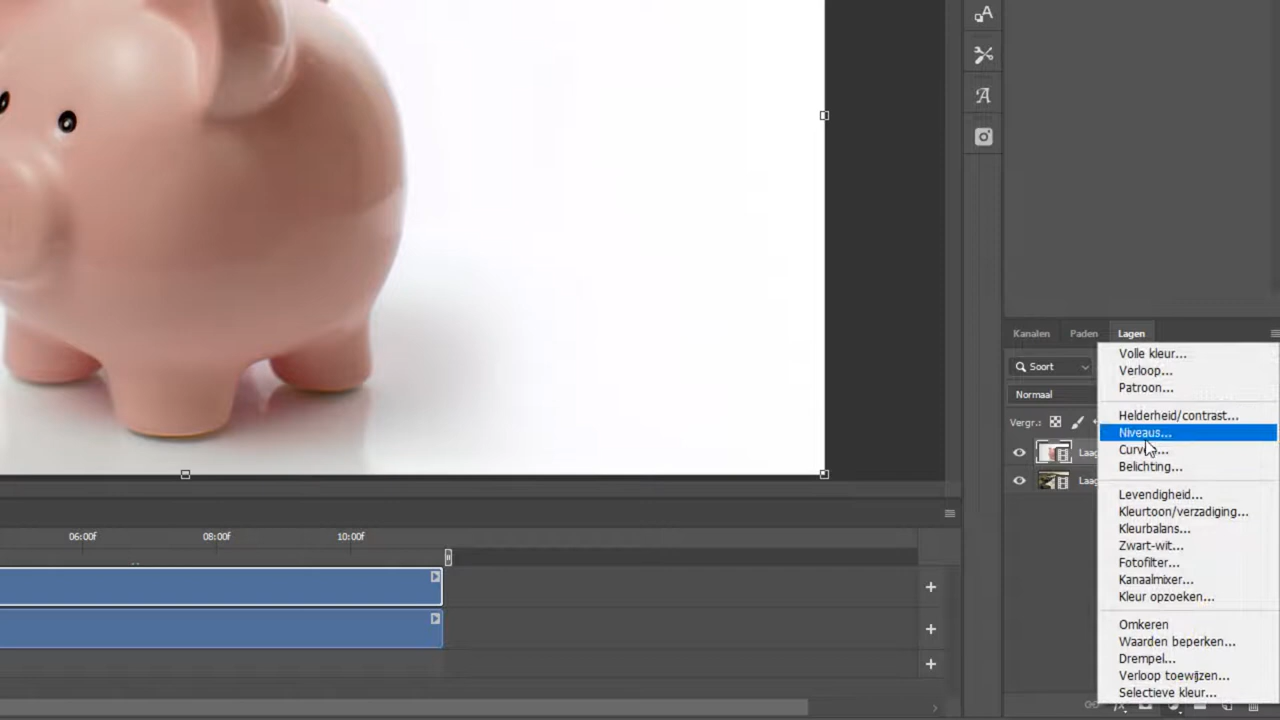 Kanalen Paden Lagen
Volle kleur...
Verloop...
Patroon...
Soort
Normaal
Helderheid/contrast...
Vergr.:
Niveaus...
Laag
Belichting...
Laag
Levendigheid...
Kleurtoon/verzadiging...
Kleurbalans...
Zwart-wit...
Fotofilter...
Kanaalmixer...
Kleur opzoeken...
Omkeren
Waarden beperken...
Drempel...
Verloop toewijzen...
Selectieve kleur...
06:00f 08:00f 10:00f